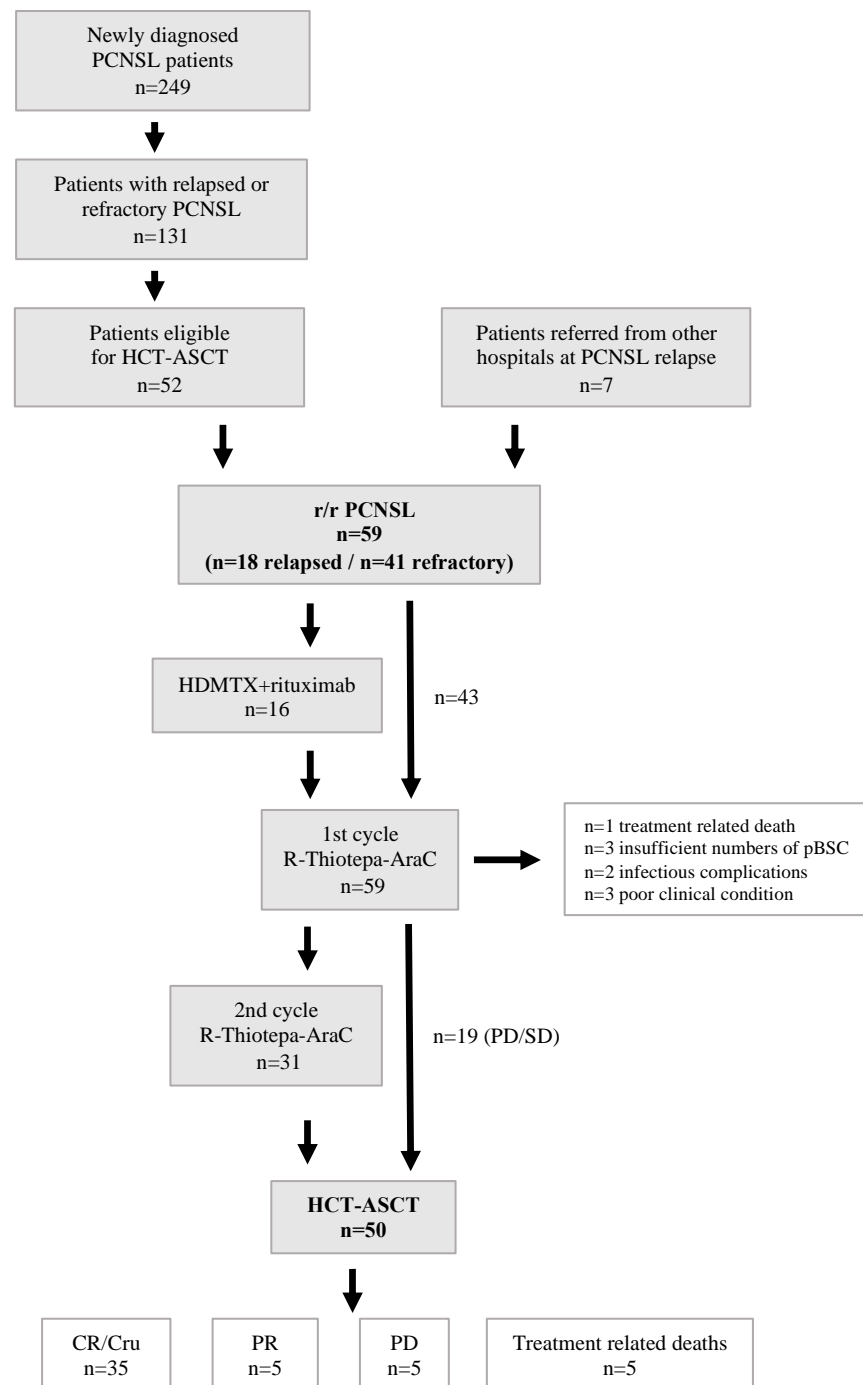 Newly diagnosed
PCNSL patients
n=249
Patients with relapsed or
refractory PCNSL
n=131
Patients eligible
for HCT-ASCT
n=52
Patients referred from other
hospitals at PCNSL relapse
n=7
r/r PCNSL
n=59
(n=18 relapsed / n=41 refractory)
HDMTX+rituximab
n=16
n=43
1st cycle
R-Thiotepa-AraC
n=59
n=1 treatment related death
n=3 insufficient numbers of pBSC
n=2 infectious complications
n=3 poor clinical condition
2nd cycle
R-Thiotepa-AraC
n=31
n=19 (PD/SD)
HCT-ASCT
n=50
CR/Cru
n=35
PR
n=5
PD
n=5
Treatment related deaths
n=5